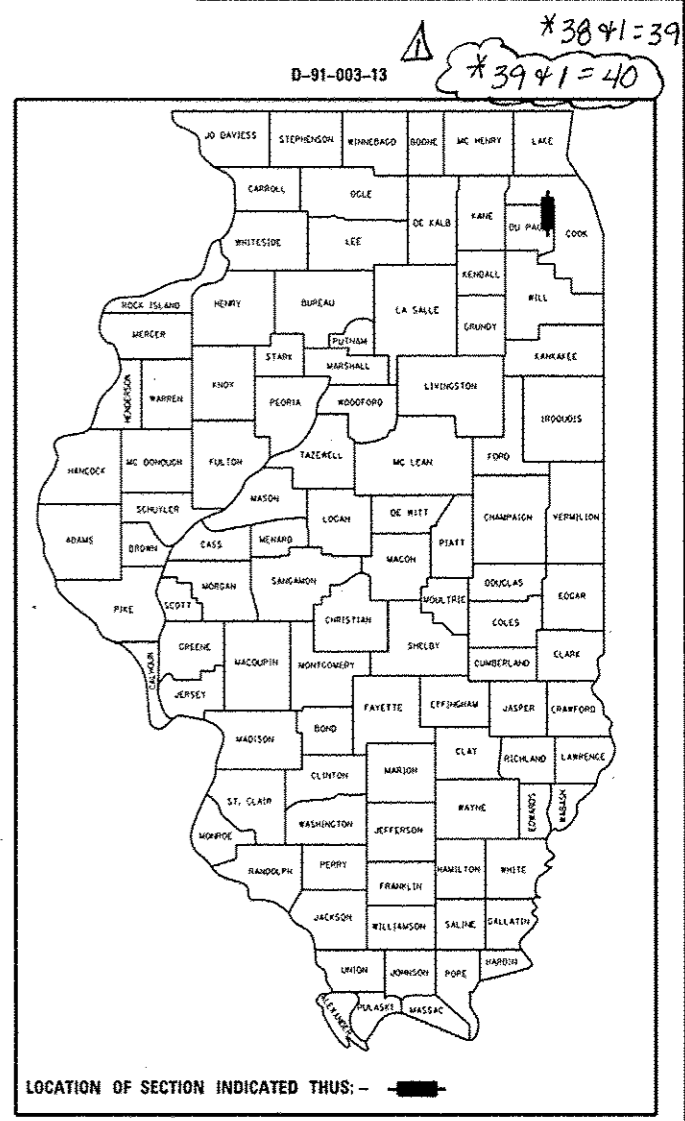 *38 & 1 = 39
1
D-91-003-13
*39 & 1 = 40
JO DAVIESS
STEPHENSON
WINNEBAGO
BOONE
MC HENRY
LAKE
CARROLL
OGLE
DE KALB
KANE
DU PAG
COOK
WHITESIDE
LEE
KENDALL
WILL
ROCK ISLAND
HENRY
BUREAU
LA SALLE
GRUNDY
MERCER
PUTNAM
STARK
MARSHALL
KANKAKEE
HENDERSON
WARREN
KNOX
PEORIA
WOODFORD
LIVINGSTON
IROQUOIS
HANCOCK
MC DONOUGH
FULTON
TAZEWELL
MC LEAN
FORD
MASON
SCHUYLER
LOGAN
DE WITT
CHAMPAIGN
VERMILION
ADAMS
BROWN
CASS
MENARD
MACON
PIATT
PIKE
SCOTT
MORGAN
SANGAMON
MOULTRIE
DOUGLAS
EDGAR
CHRISTIAN
COLES
CALHOUN
GREENE
MACOUPIN
MONTGOMERY
SHELBY
CUMBERLAND
CLARK
JERSEY
FAYETTE
EFFINGHAM
JASPER
CRAWFORD
MADISON
BOND
CLAY
RICHLAND
LAWRENCE
CLINTON
MARION
ST. CLAIR
WAYNE
EDWARDS
WABASH
MONROE
WASHINGTON
JEFFERSON
RANDOLPH
PERRY
HAMILTON
WHITE
FRANKLIN
JACKSON
WILLIAMSON
SALINE
GALLATIN
UNION
JOHNSON
POPE
HARDIN
ALEXANDER
PULASKI
MASSAC
LOCATION OF SECTION INDICATED THUS: -